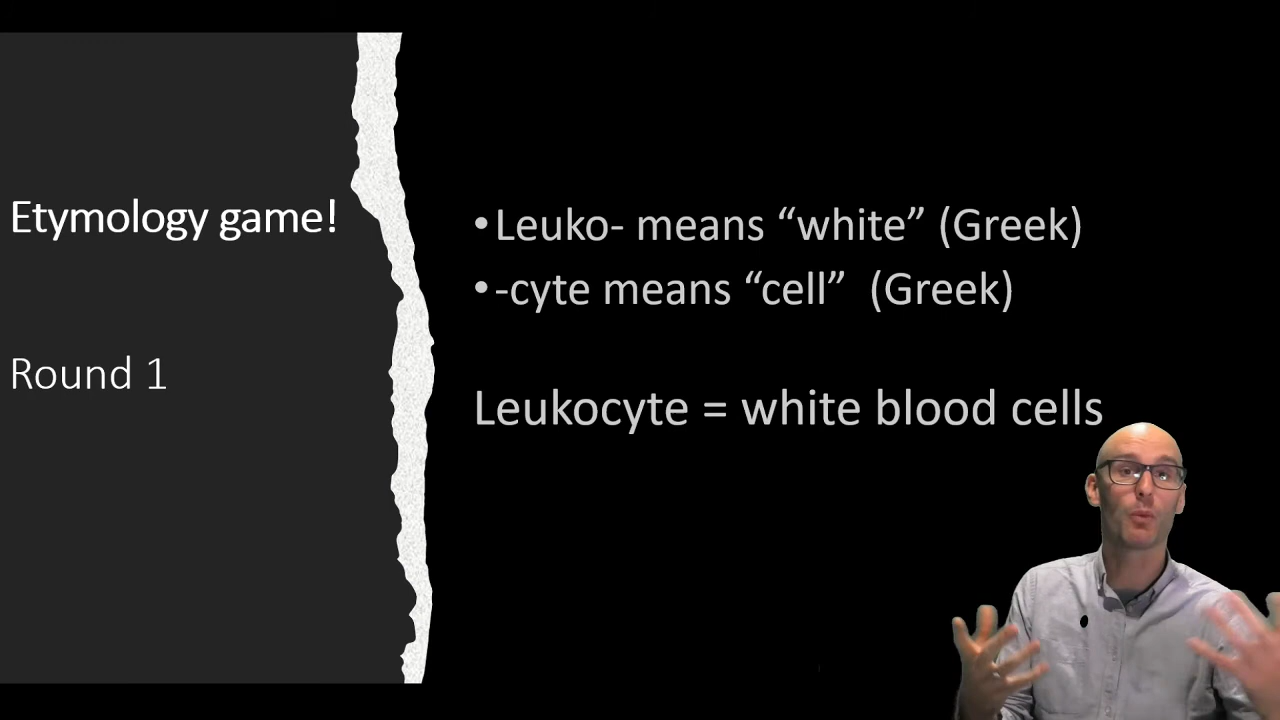 Etymology game!
Round 1
•Leuko- means “white” (Greek)
•-cyte means “cell”  (Greek)
Leukocyte = white blood cells